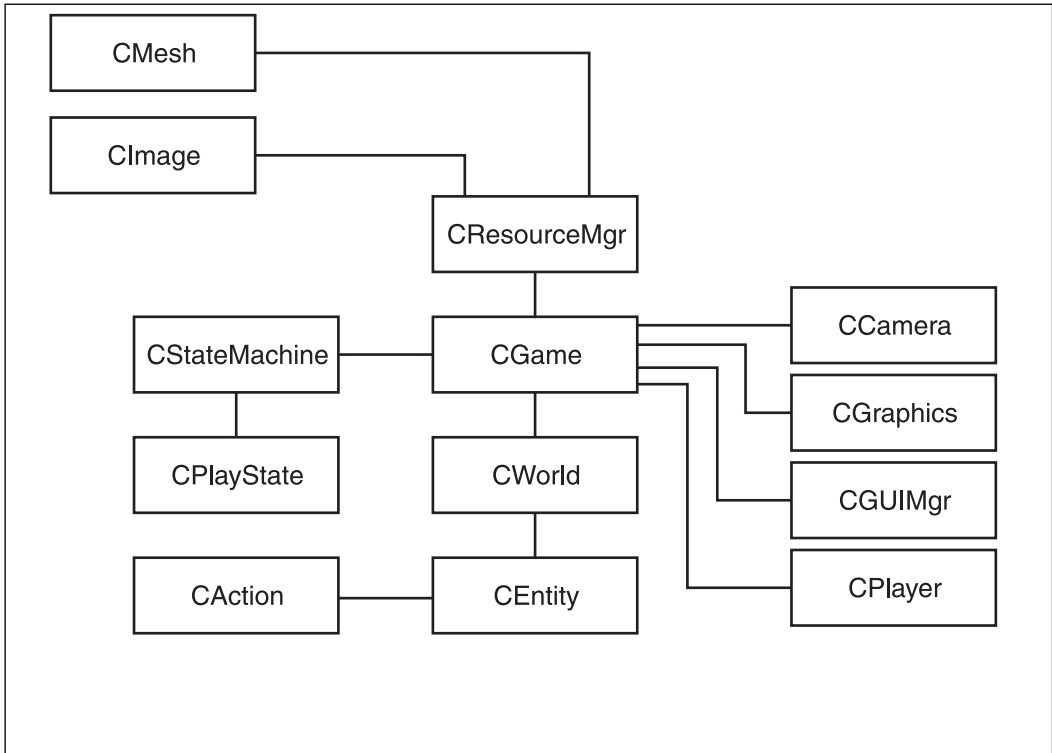 CMesh
CImage
CResourceMgr
CCamera
CStateMachine
CGame
CGraphics
CPlayState
CWorld
CGUIMgr
CAction
CEntity
CPlayer